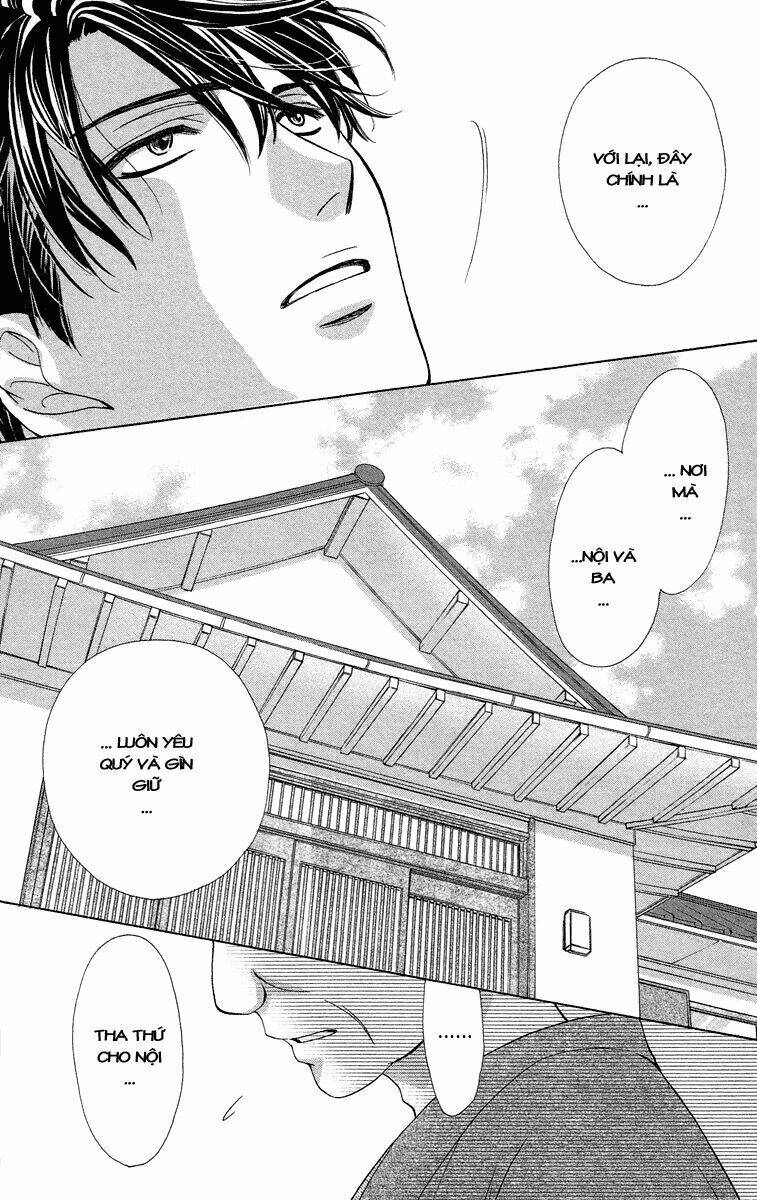 VỚI LẠI, ĐÂY
CHÍNH LÀ
...
... NƠI
MÀ
...
...NỘI VÀ
BA
...
... LUÔN YÊU
QUÝ VÀ GÌN
GIỮ
...
......
THA THỨ
CHO NỘI
...